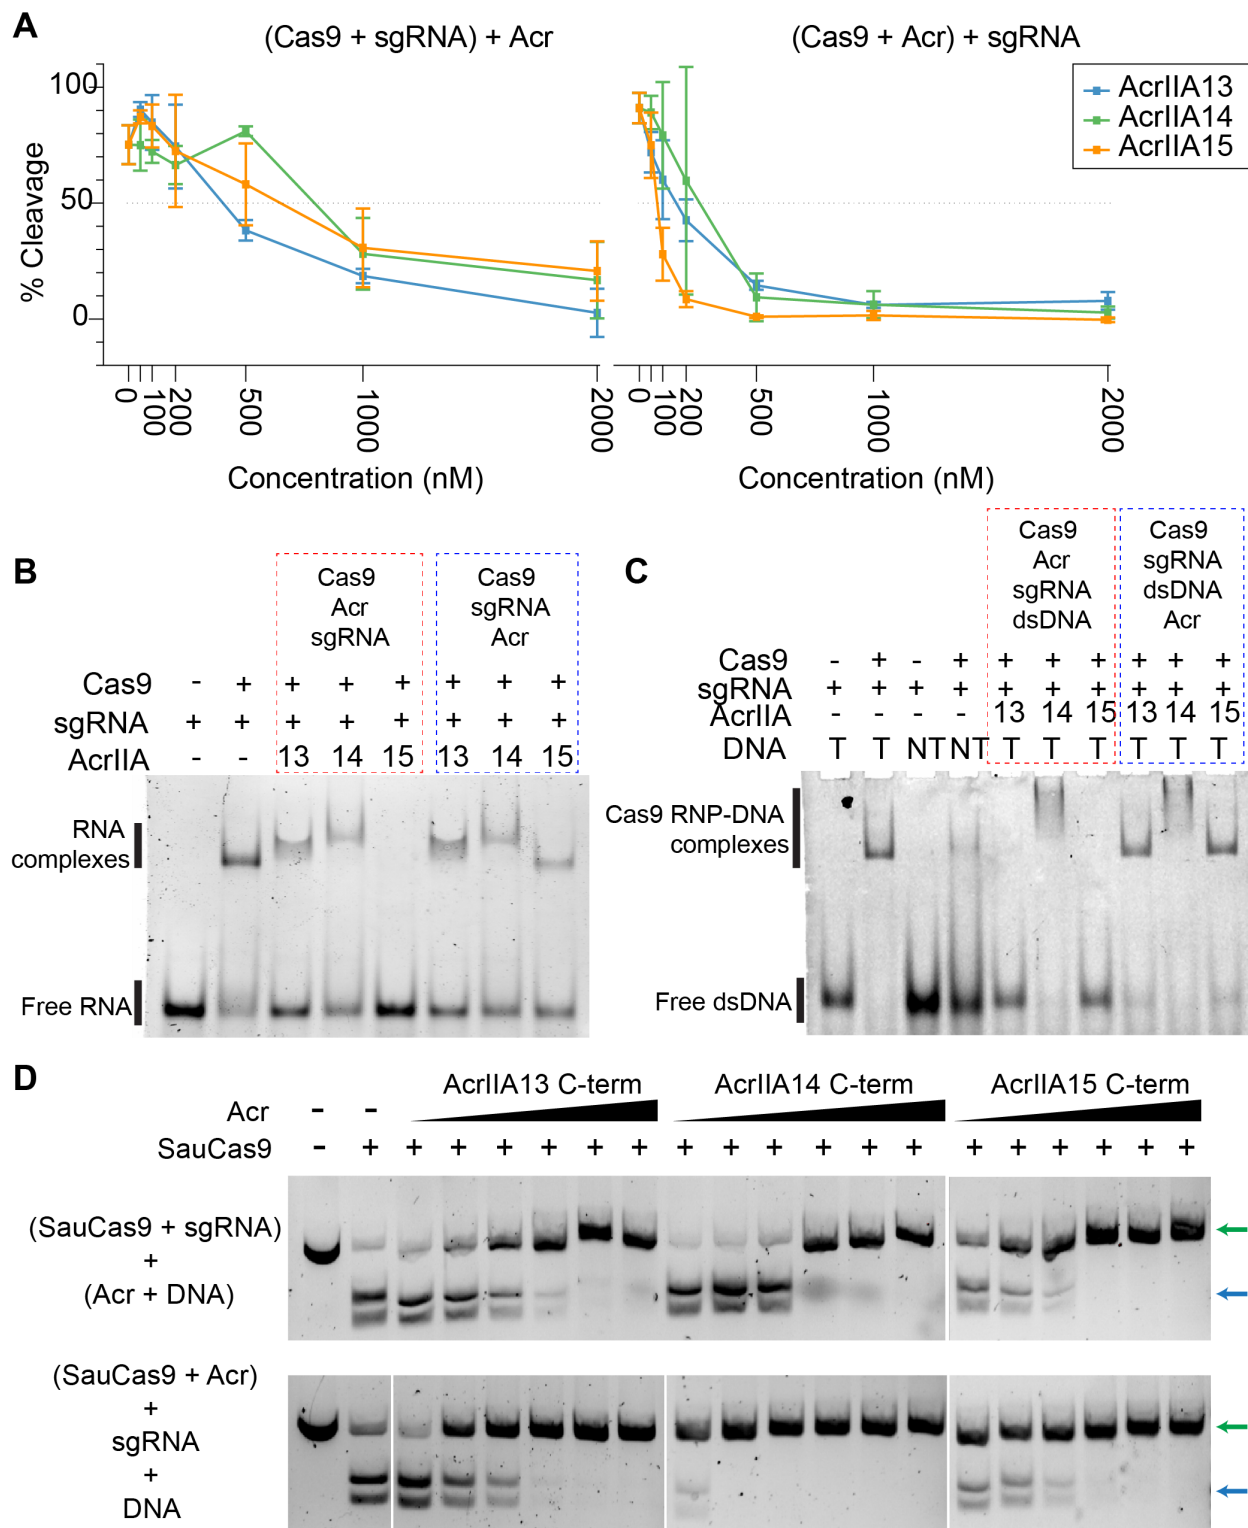 A
(Cas9 + sgRNA) + Acr
(Cas9 + Acr) + sgRNA
AcrIIA13
AcrIIA14
AcrIIA15
% Cleavage
100
50
0
0
100
200
500
1000
2000
0
100
200
500
1000
2000
Concentration (nM)
Concentration (nM)
B
Cas9
Acr
sgRNA
Cas9
sgRNA
Acr
Cas9 - + + + + + + +
sgRNA + + + + + + + +
AcrIIA - - 13 14 15 13 14 15
RNA
complexes
Free RNA
C
Cas9
Acr
sgRNA
dsDNA
Cas9
sgRNA
dsDNA
Acr
Cas9 - + - + + + + + + +
sgRNA + + + + + + + + + +
AcrIIA - - - - 13 14 15 13 14 15
DNA T T NT NT T T T T T T
Cas9 RNP-DNA
complexes
Free dsDNA
D
AcrIIA13 C-term AcrIIA14 C-term AcrIIA15 C-term
Acr - -
SauCas9 - + + + + + + + + + + + + + + + + + + +
(SauCas9 + sgRNA)
+
(Acr + DNA)
(SauCas9 + Acr)
+
sgRNA
+
DNA